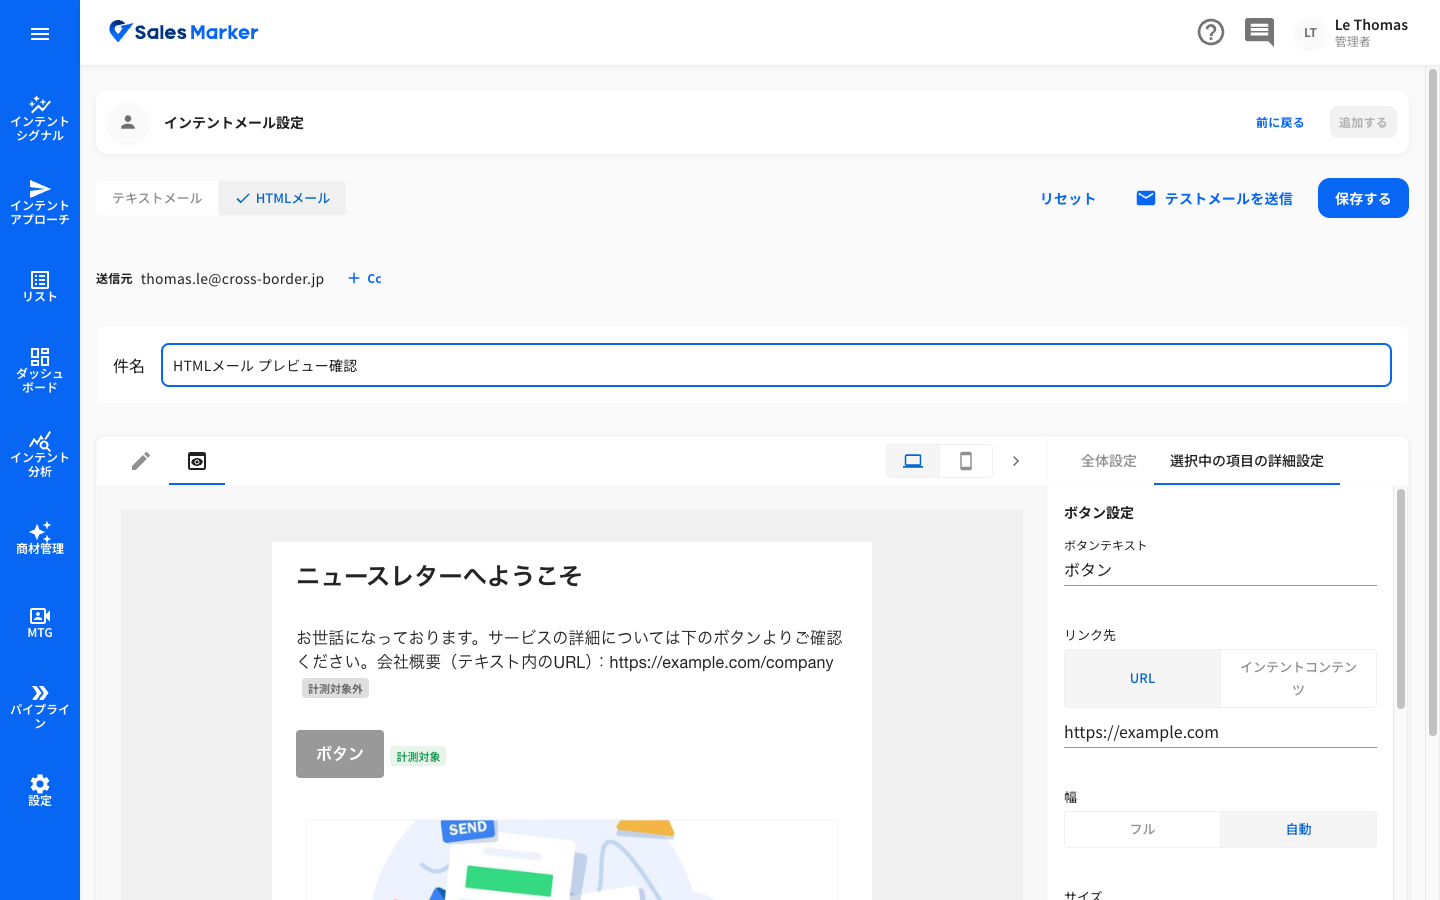 Sales Marker
LT
Le Thomas
管理者
インテント
シグナル
インテント
アプローチ
リスト
ダッシュ
ボード
インテント
分析
商材管理
MTG
パイプライ
ン
設定
インテントメール設定
前に戻る
追加する
テキストメール
HTMLメール
リセット
テストメールを送信
保存する
送信元 thomas.le@cross-border.jp
Cc
件名
HTMLメール プレビュー確認
全体設定
選択中の項目の詳細設定
ニュースレターへようこそ
お世話になっております。サービスの詳細については下のボタンよりご確認
ください。会社概要（テキスト内のURL）：https://example.com/company
計測対象外
ボタン
計測対象
SEND
ボタン設定
ボタンテキスト
ボタン
リンク先
URL
インテントコンテン
ツ
https://example.com
幅
フル
自動
サイズ